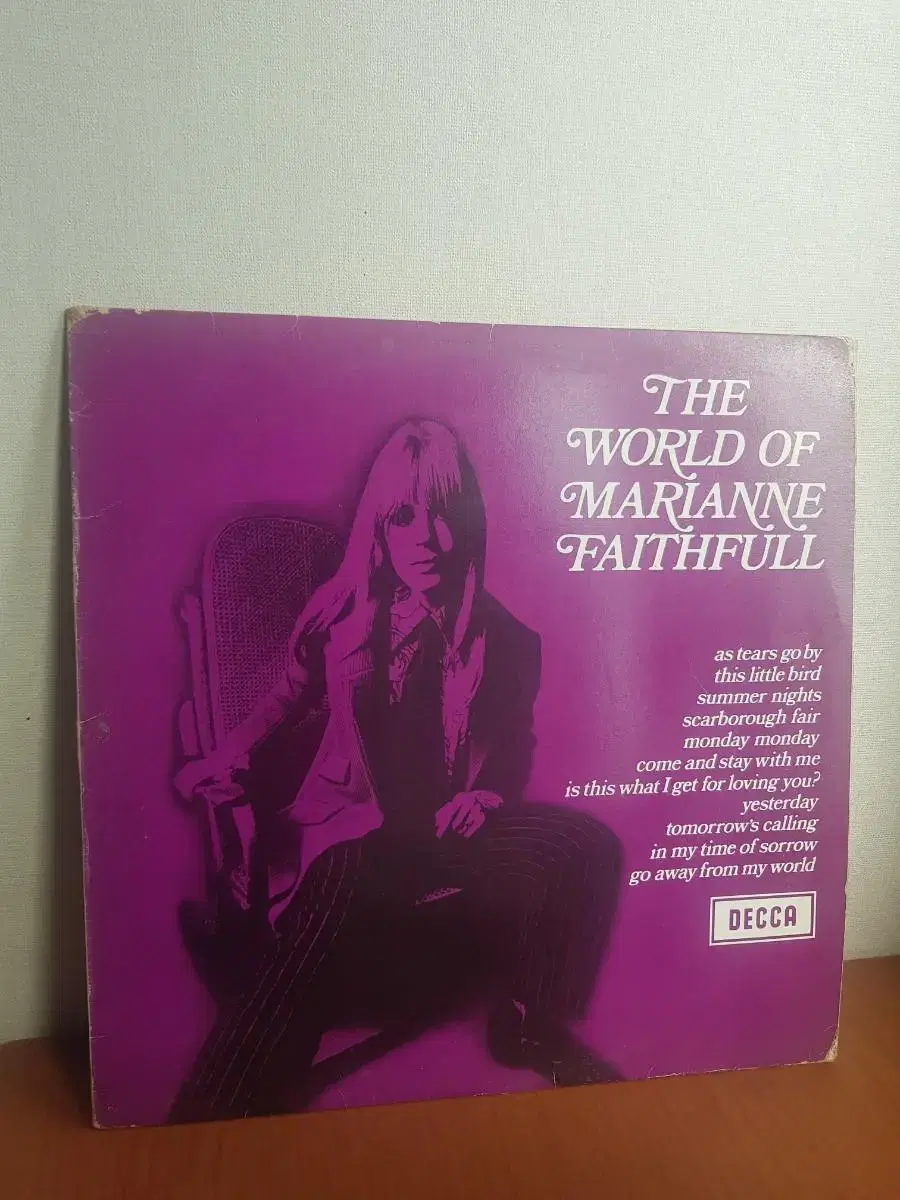 THE
WORLD OF
MARIANNE
FAITHFULL
as tears go by
this little bird
summer nights
scarborough fair
monday monday
come and stay with me
is this what I get for loving you?
yesterday
tomorrow's calling
in my time of sorrow
go away from my world
DECCA